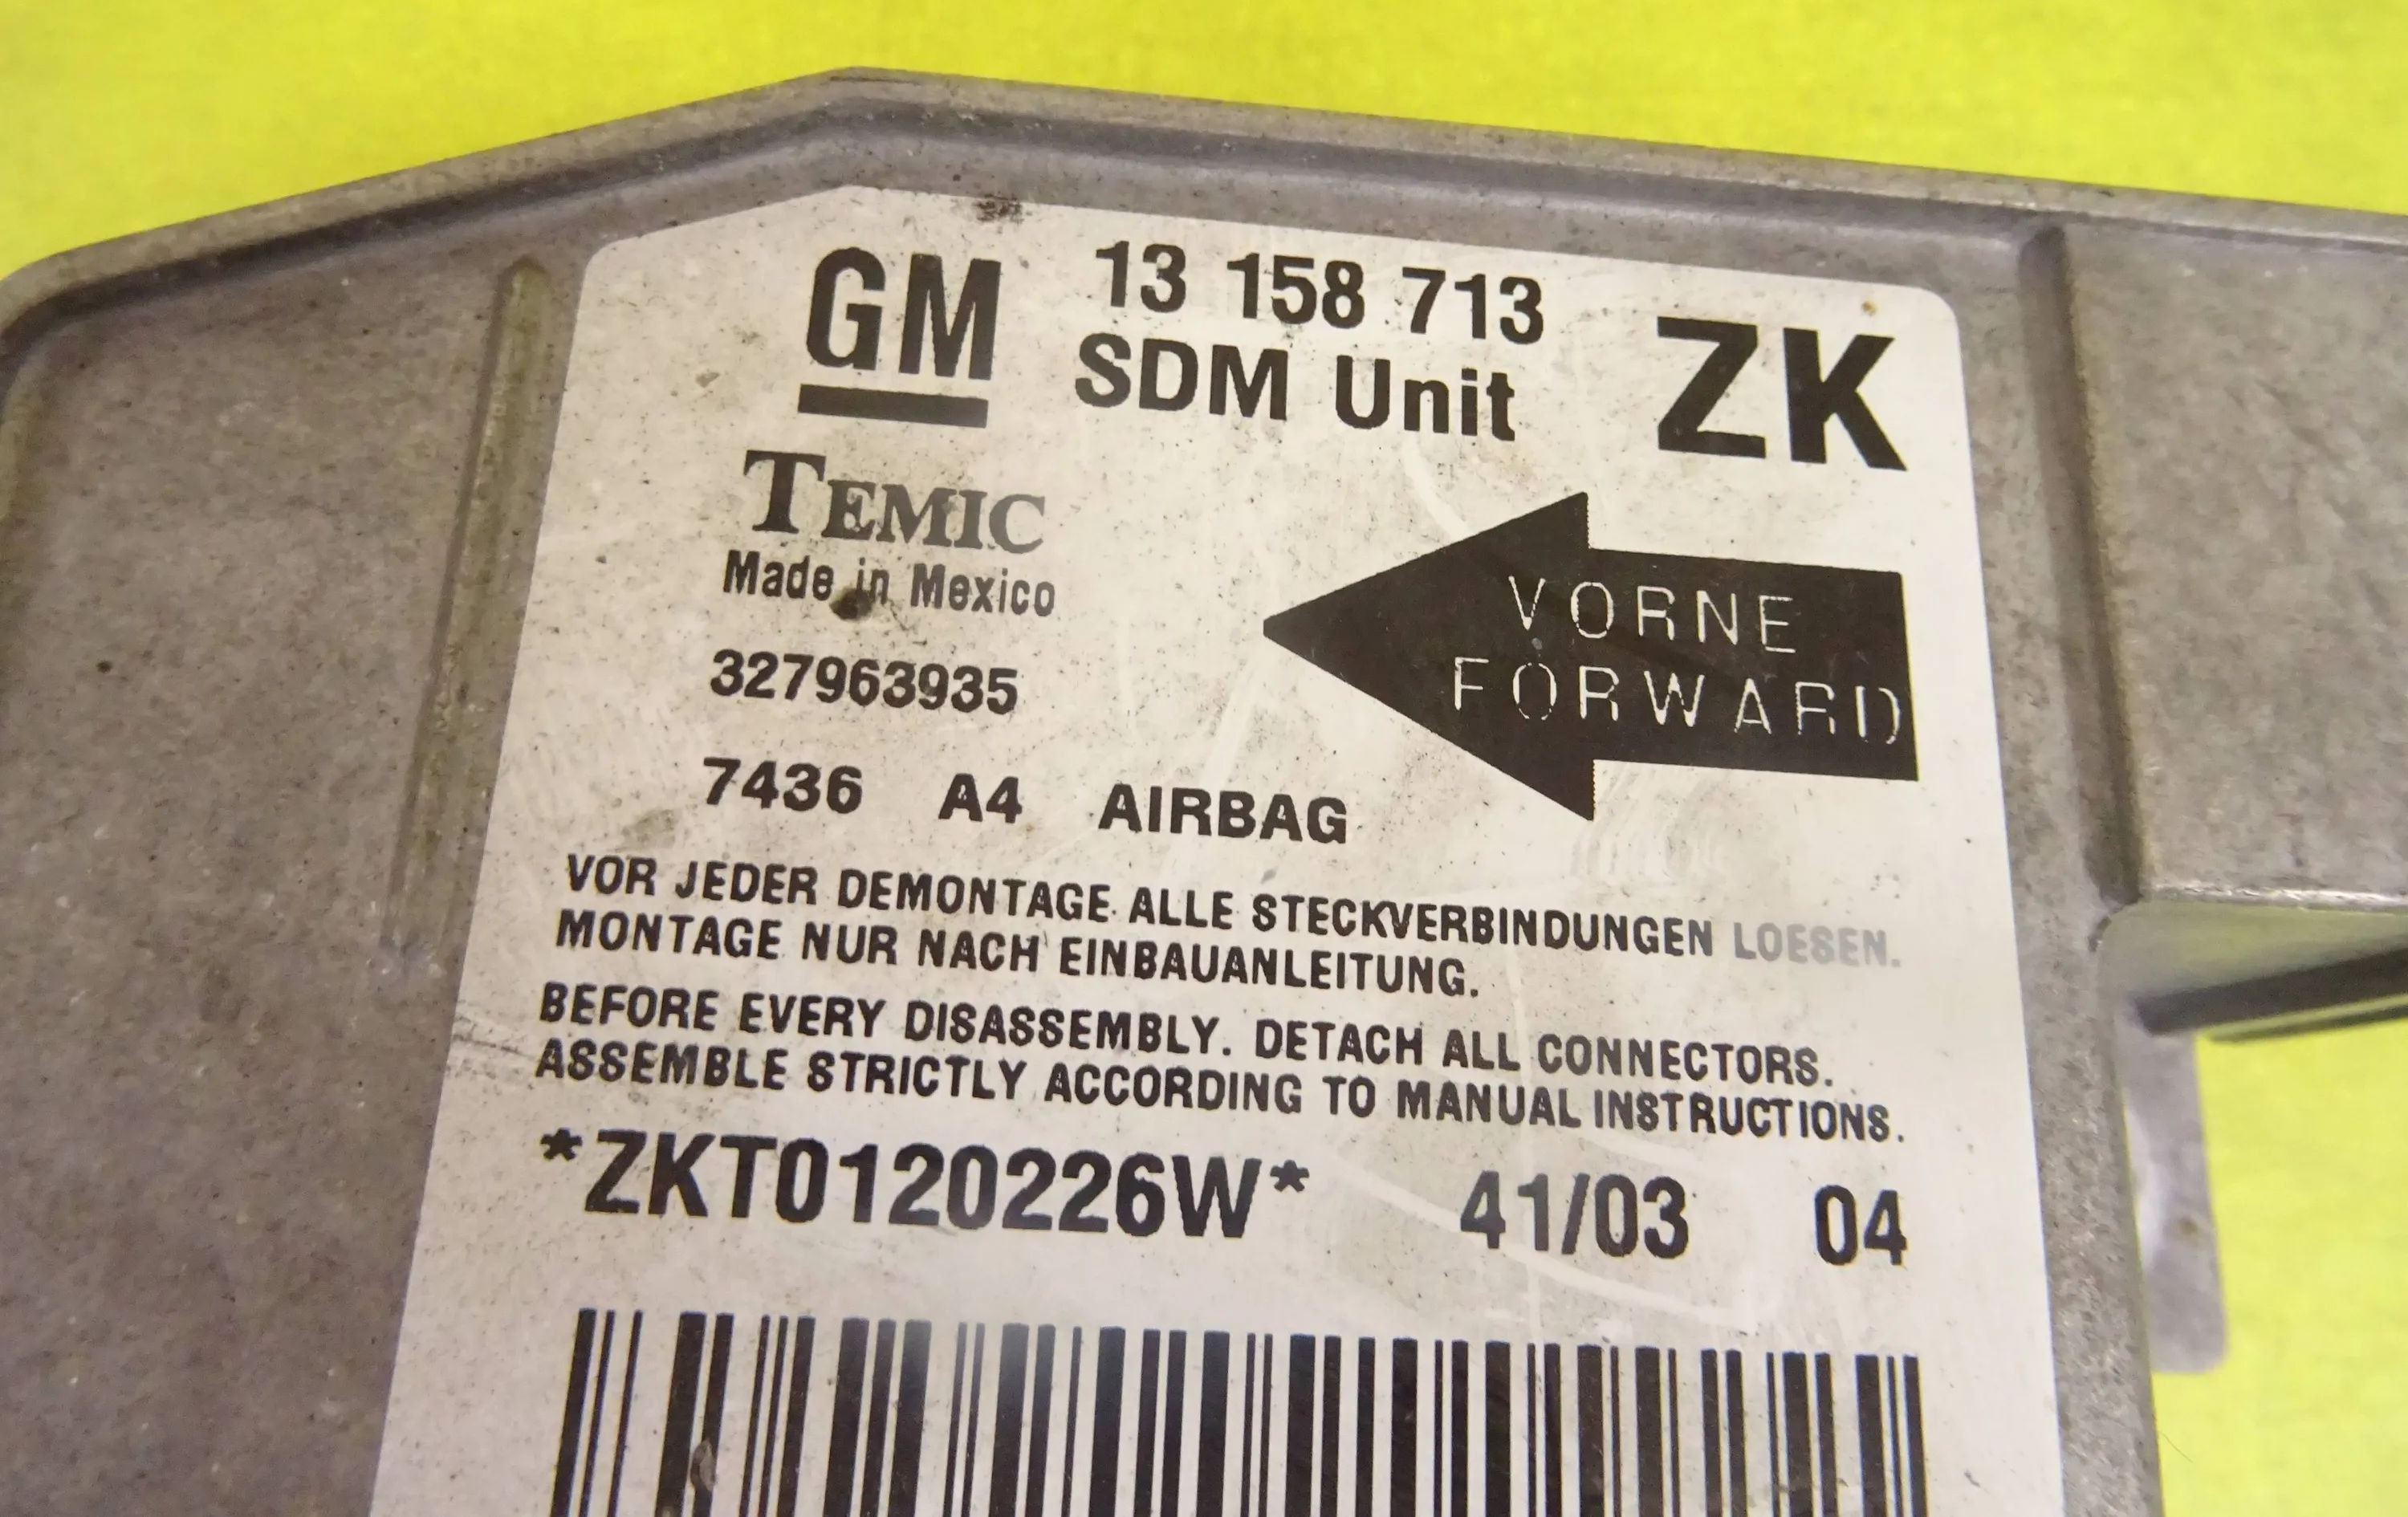 GM 13 158 713 ZK
SDM Unit
TEMIC
Made in Mexico
VORNE
FORWARD
327963935
7436 A4 AIRBAG
VOR JEDER DEMONTAGE ALLE STECKVERBINDUNGEN LOESEN.
MONTAGE NUR NACH EINBAUANLEITUNG.
BEFORE EVERY DISASSEMBLY. DETACH ALL CONNECTORS.
ASSEMBLE STRICTLY ACCORDING TO MANUAL INSTRUCTIONS.
*ZKT0120226W* 41/03 04